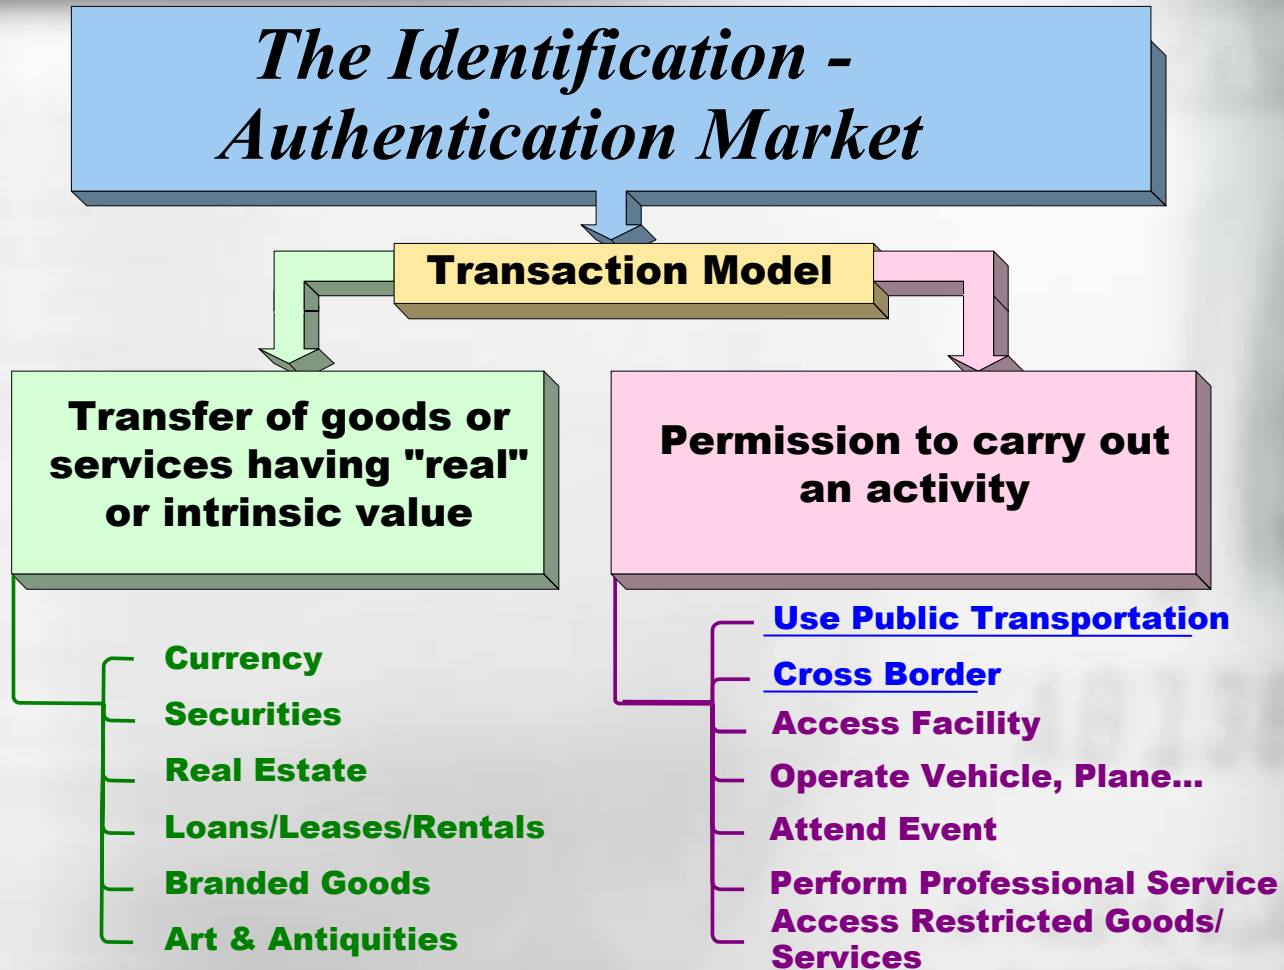 The Identification -
Authentication Market
Transaction Model
Transfer of goods or
services having "real"
or intrinsic value
Currency
Securities
Real Estate
Loans/Leases/Rentals
Branded Goods
Art & Antiquities
Permission to carry out
an activity
Use Public Transportation
Cross Border
Access Facility
Operate Vehicle, Plane...
Attend Event
Perform Professional Service
Access Restricted Goods/
Services